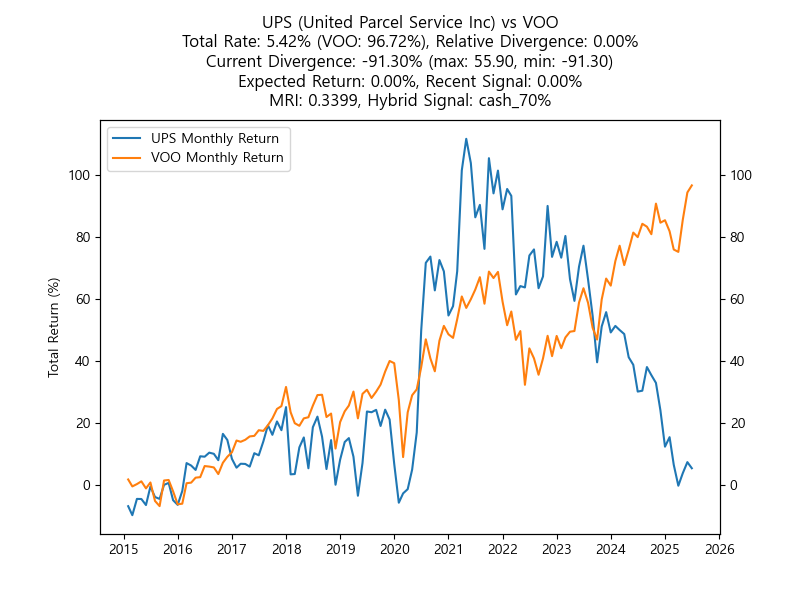 UPS (United Parcel Service Inc) vs VOO
Total Rate: 5.42% (VOO: 96.72%), Relative Divergence: 0.00%
Current Divergence: -91.30% (max: 55.90, min: -91.30)
Expected Return: 0.00%, Recent Signal: 0.00%
MRI: 0.3399, Hybrid Signal: cash_70%
UPS Monthly Return
VOO Monthly Return
Total Return (%)
100
80
60
40
20
0
100
80
60
40
20
0
2015 2016 2017 2018 2019 2020 2021 2022 2023 2024 2025 2026